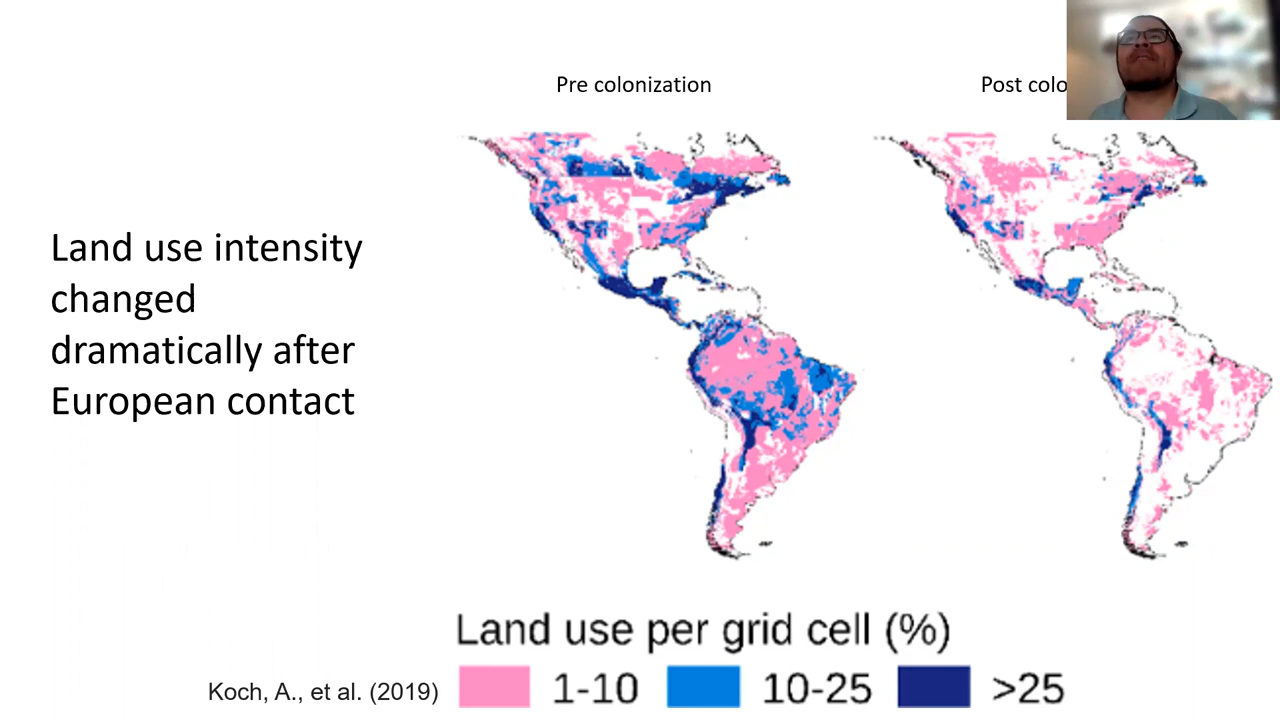 Pre colonization
Post colo
Land use intensity
changed
dramatically after
European contact
Land use per grid cell (%)
Koch, A., et al. (2019)
1-10
10-25
>25